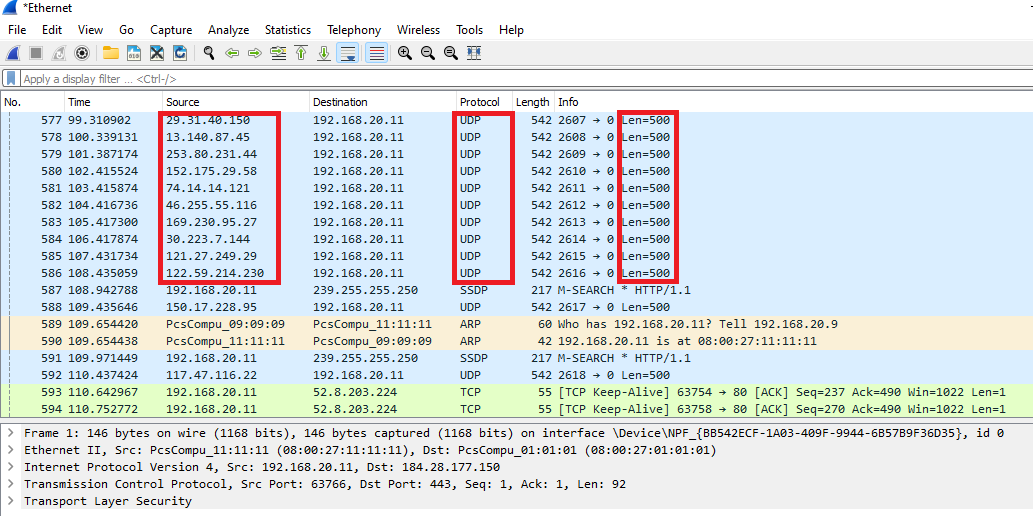 *Ethernet
File Edit View Go Capture Analyze Statistics Telephony Wireless Tools Help
Apply a display filter ... <Ctrl-/>
No. Time Source Destination Protocol Length Info
577 99.310902 29.31.40.150 192.168.20.11 UDP 542 2607 → 0 Len=500
578 100.339131 13.140.87.45 192.168.20.11 UDP 542 2608 → 0 Len=500
579 101.387174 253.80.231.44 192.168.20.11 UDP 542 2609 → 0 Len=500
580 102.415524 152.175.29.58 192.168.20.11 UDP 542 2610 → 0 Len=500
581 103.415874 74.14.14.121 192.168.20.11 UDP 542 2611 → 0 Len=500
582 104.416736 46.255.55.116 192.168.20.11 UDP 542 2612 → 0 Len=500
583 105.417300 169.230.95.27 192.168.20.11 UDP 542 2613 → 0 Len=500
584 106.417874 30.223.7.144 192.168.20.11 UDP 542 2614 → 0 Len=500
585 107.431734 121.27.249.29 192.168.20.11 UDP 542 2615 → 0 Len=500
586 108.435059 122.59.214.230 192.168.20.11 UDP 542 2616 → 0 Len=500
587 108.942788 192.168.20.11 239.255.255.250 SSDP 217 M-SEARCH * HTTP/1.1
588 109.435646 150.17.228.95 192.168.20.11 UDP 542 2617 → 0 Len=500
589 109.654420 PcsCompu_09:09:09 PcsCompu_11:11:11 ARP 60 Who has 192.168.20.11? Tell 192.168.20.9
590 109.654438 PcsCompu_11:11:11 PcsCompu_09:09:09 ARP 42 192.168.20.11 is at 08:00:27:11:11:11
591 109.971449 192.168.20.11 239.255.255.250 SSDP 217 M-SEARCH * HTTP/1.1
592 110.437424 117.47.116.22 192.168.20.11 UDP 542 2618 → 0 Len=500
593 110.642967 192.168.20.11 52.8.203.224 TCP 55 [TCP Keep-Alive] 63754 → 80 [ACK] Seq=237 Ack=490 Win=1022 Len=1
594 110.752772 192.168.20.11 52.8.203.224 TCP 55 [TCP Keep-Alive] 63758 → 80 [ACK] Seq=270 Ack=490 Win=1022 Len=1
Frame 1: 146 bytes on wire (1168 bits), 146 bytes captured (1168 bits) on interface \Device\NPF_{BB542ECF-1A03-409F-9944-6B57B9F36D35}, id 0
Ethernet II, Src: PcsCompu_11:11:11 (08:00:27:11:11:11), Dst: PcsCompu_01:01:01 (08:00:27:01:01:01)
Internet Protocol Version 4, Src: 192.168.20.11, Dst: 184.28.177.150
Transmission Control Protocol, Src Port: 63766, Dst Port: 443, Seq: 1, Ack: 1, Len: 92
Transport Layer Security